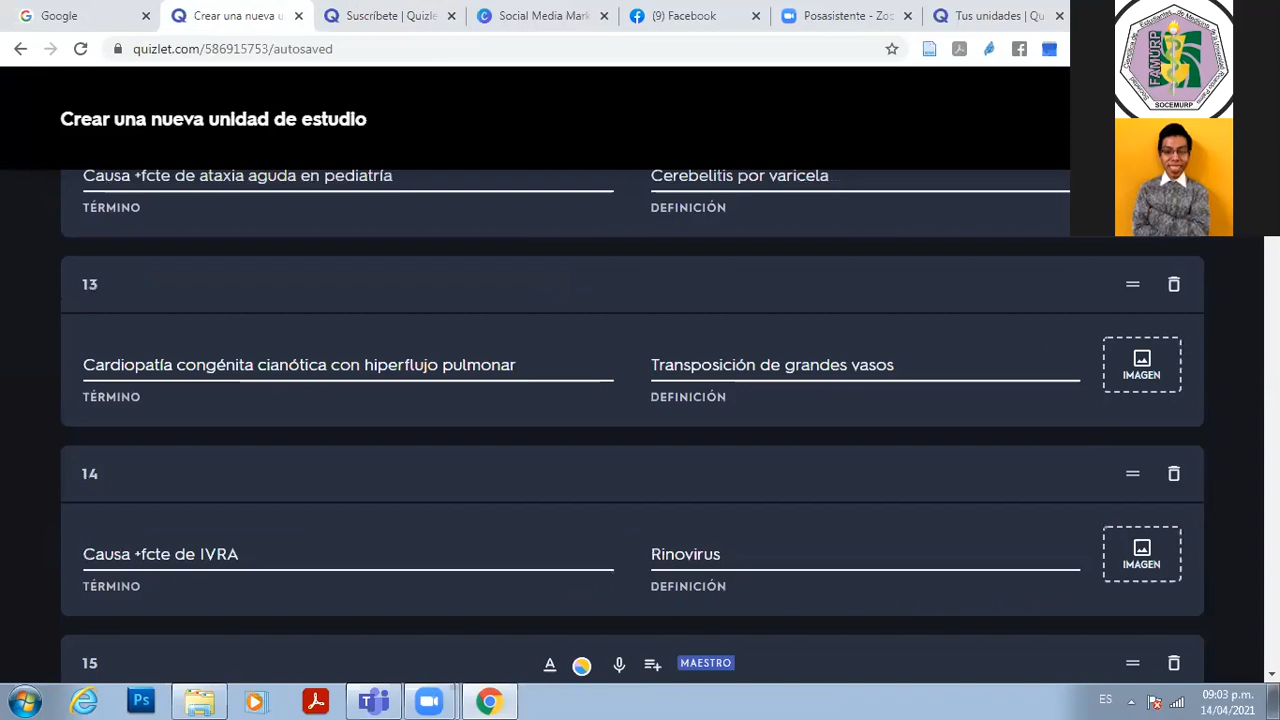 Google
Crear una nueva u
Suscríbete | Quizle
Social Media Mark
(9) Facebook
Posasistente - Zoo
Tus unidades | Qu
quizlet.com/586915753/autosaved
FAMURP
SOCEMURP
Crear una nueva unidad de estudio
Causa +fcte de ataxia aguda en pediatría
Cerebelitis por varicela
TÉRMINO
DEFINICIÓN
13
Cardiopatía congénita cianótica con hiperflujo pulmonar
Transposición de grandes vasos
IMAGEN
TÉRMINO
DEFINICIÓN
14
Causa +fcte de IVRA
Rinovirus
IMAGEN
TÉRMINO
DEFINICIÓN
15
A
MAESTRO
Ps
ES
09:03 p.m.
14/04/2021